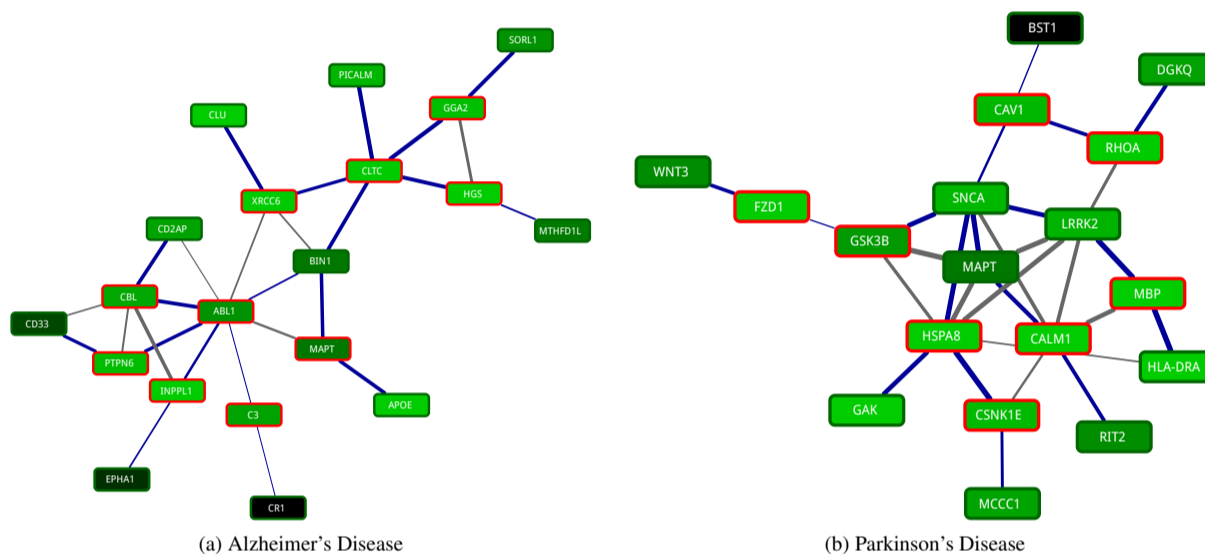 SORL1
PICALM
GGA2
CLU
CLTC
HGS
XRCC6
MTHFD1L
CD2AP
BIN1
CBL
ABL1
CD33
MAPT
PTPN6
INPPL1
APOE
C3
EPHA1
CR1
(a) Alzheimer's Disease
BST1
DGKQ
CAV1
RHOA
WNT3
SNCA
FZD1
LRRK2
GSK3B
MAPT
MBP
HSPA8
CALM1
HLA-DRA
GAK
CSNK1E
RIT2
MCCC1
(b) Parkinson's Disease